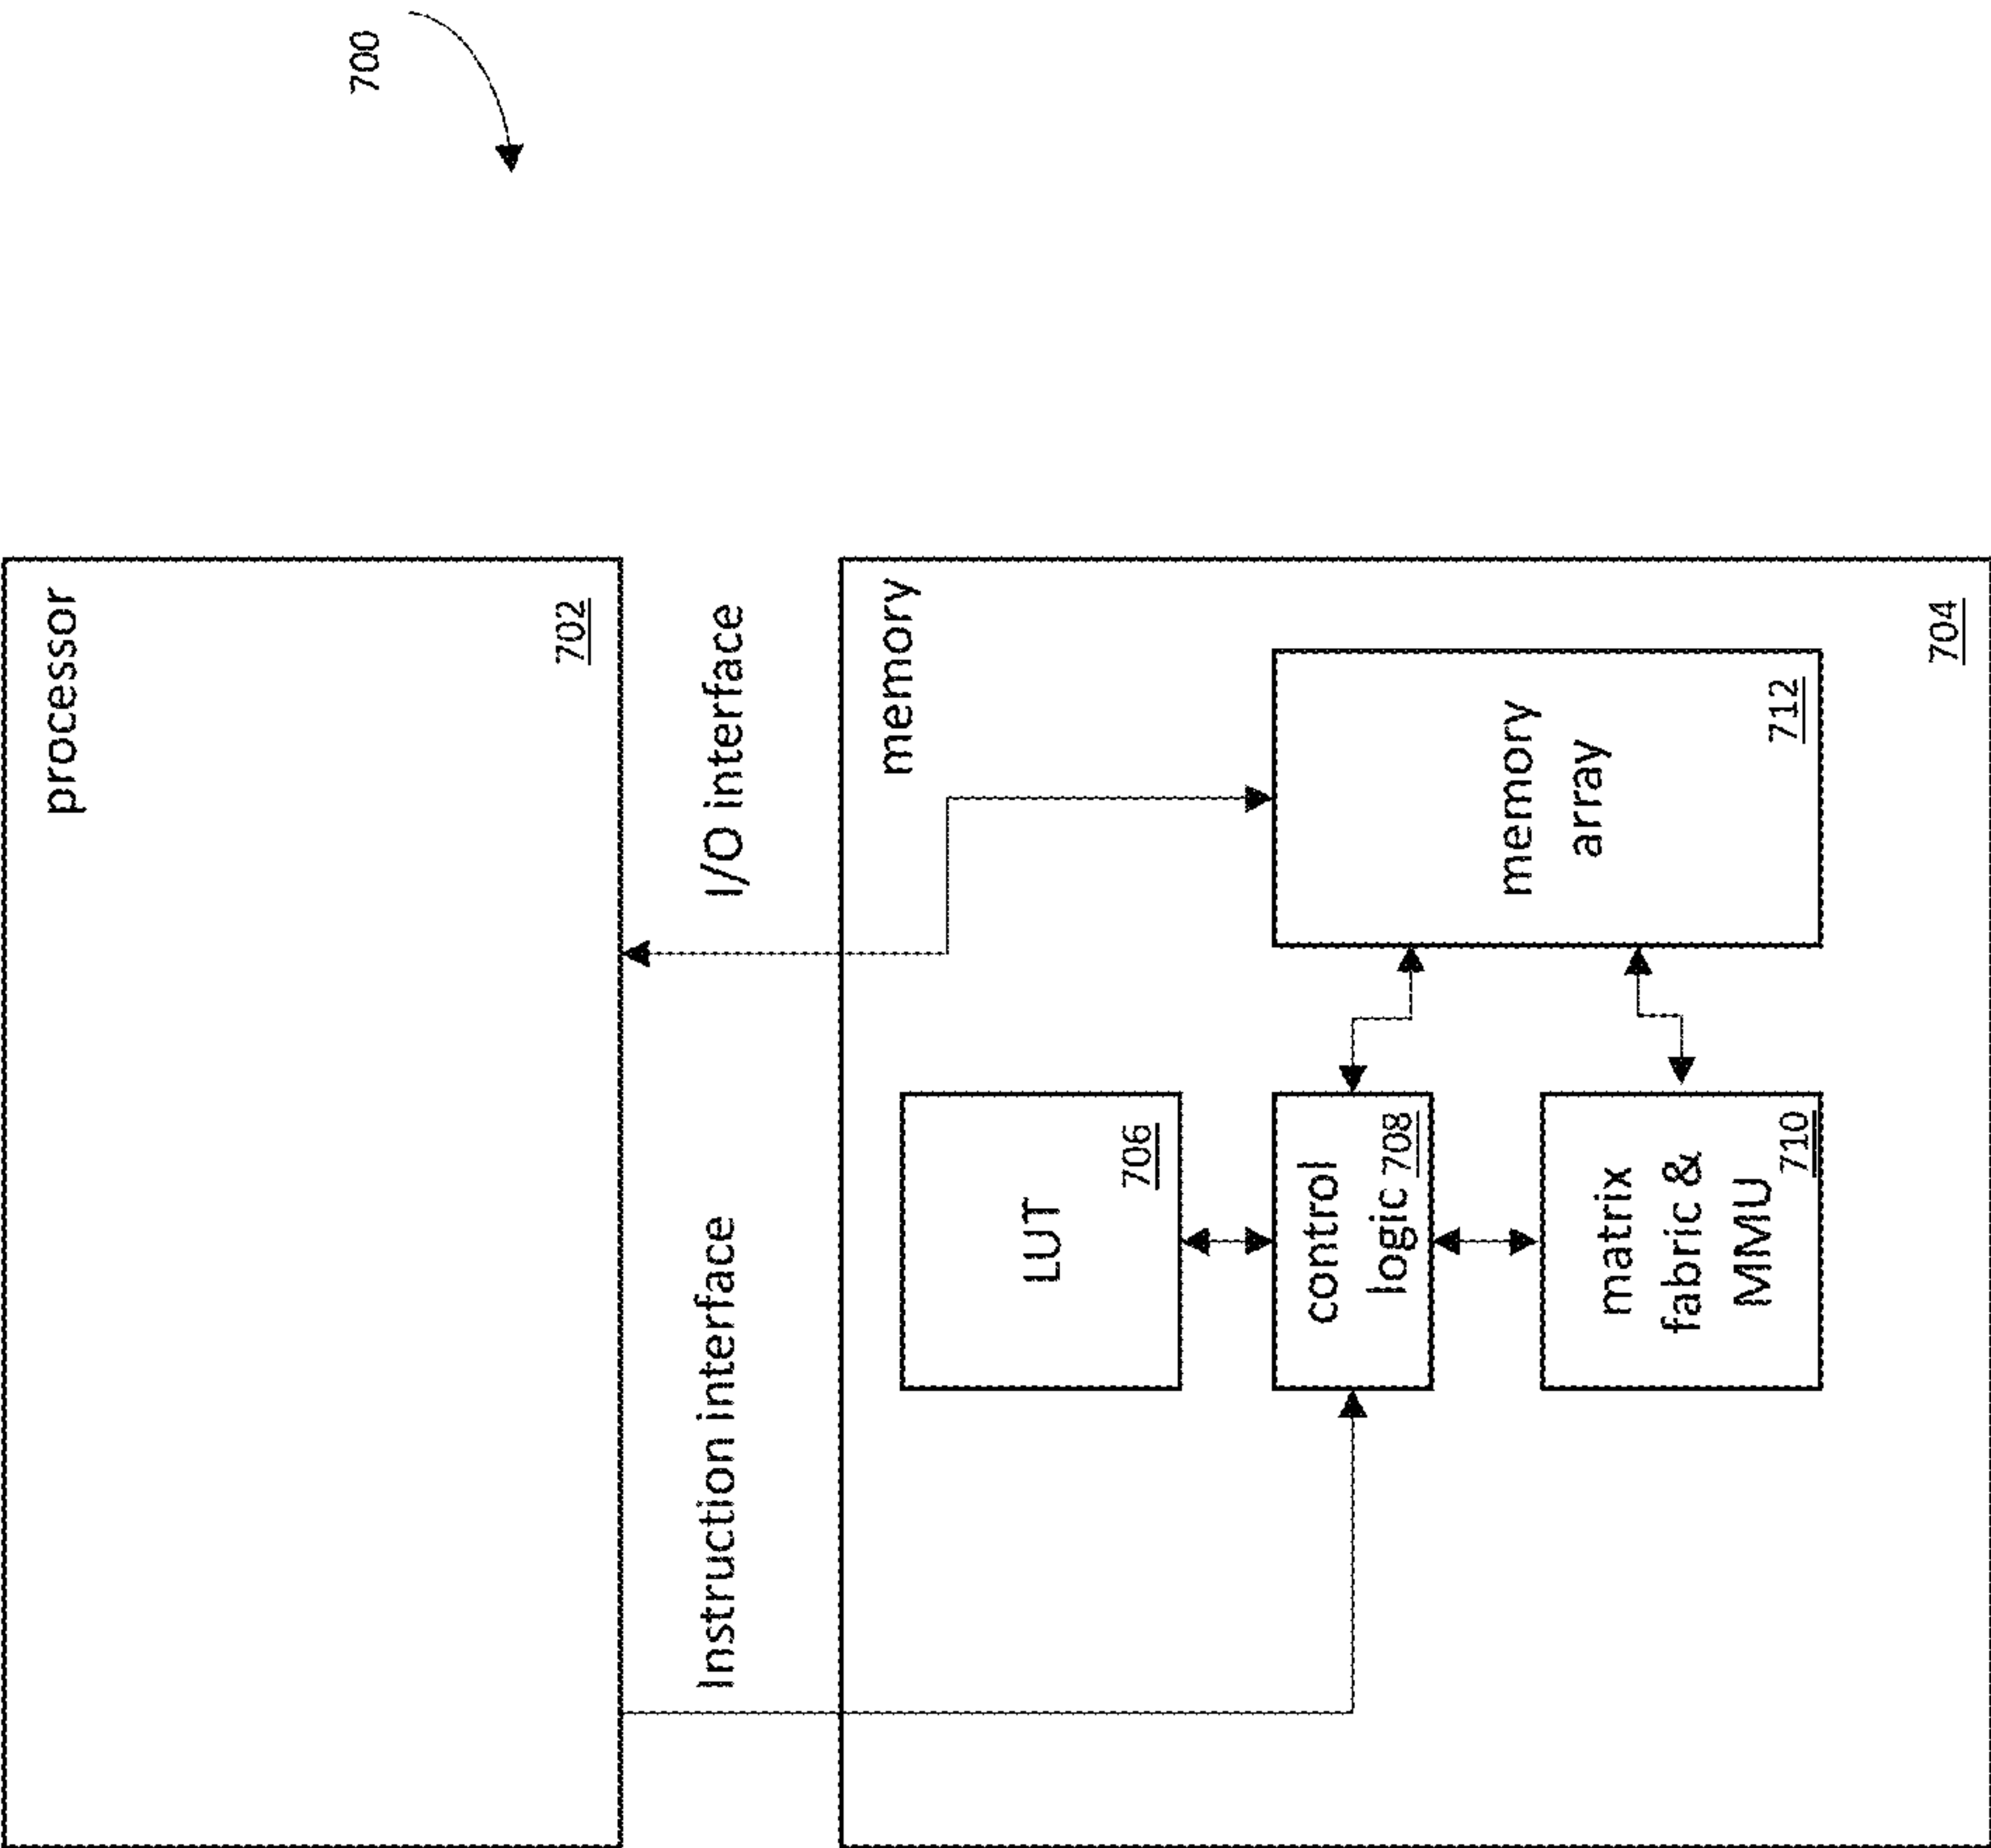 700
processor
702
Instruction interface
I/O interface
memory
LUT
706
control
logic 708
matrix
fabric &
MMU
710
memory
array
712
704